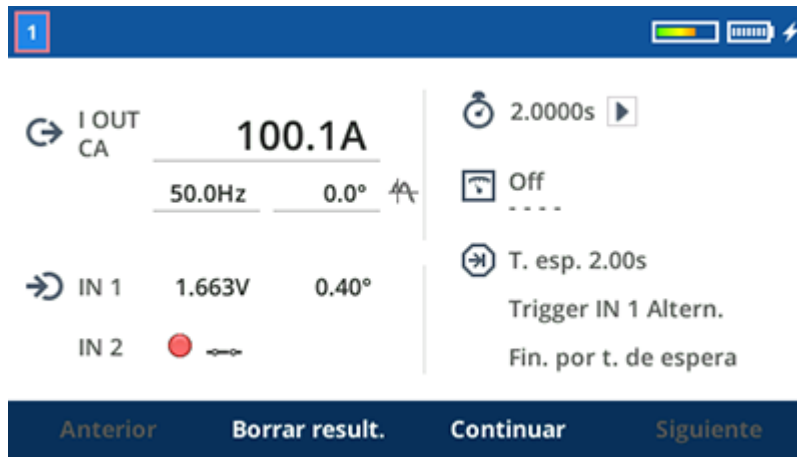 1
I OUT
CA
100.1A
50.0Hz 0.0°
IN 1 1.663V 0.40°
IN 2
2.0000s
Off
- - - -
T. esp. 2.00s
Trigger IN 1 Altern.
Fin. por t. de espera
Anterior Borrar result. Continuar Siguiente